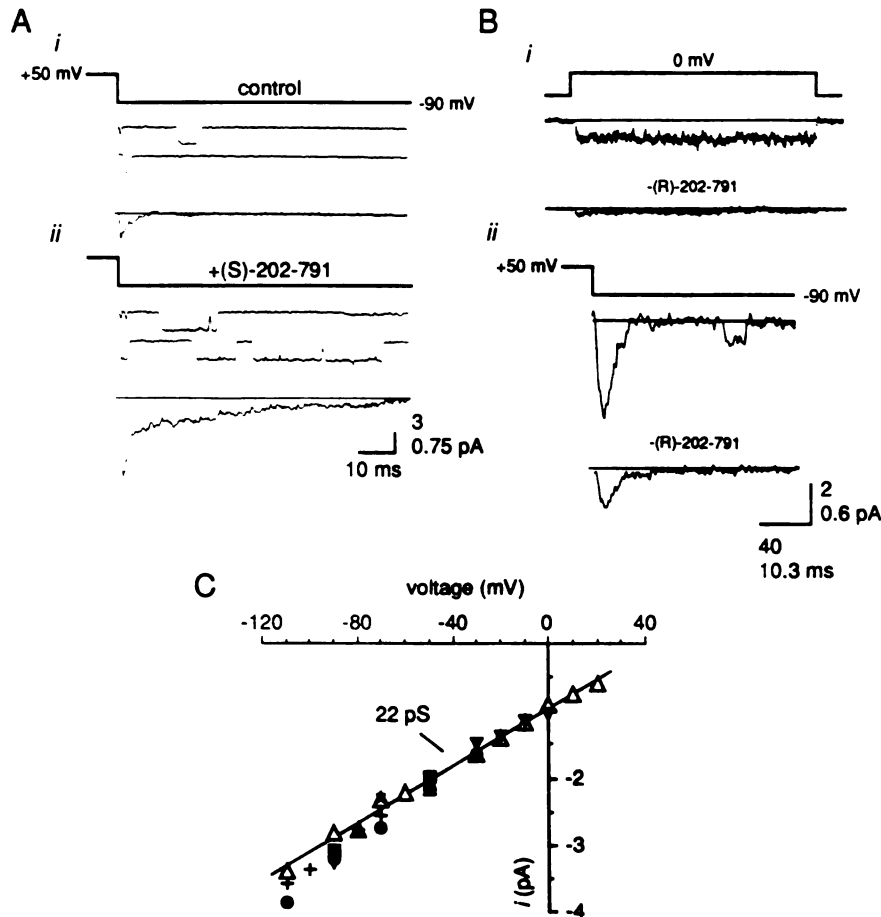 A
i
+50 mV
control
-90 mV
ii
+(S)-202-791
3
0.75 pA
10 ms
B
i
0 mV
-(R)-202-791
ii
+50 mV
-90 mV
-(R)-202-791
2
0.6 pA
40
10.3 ms
C
voltage (mV)
-120 -80 -40 0 40
22 pS
-2
-3
-4
i (pA)